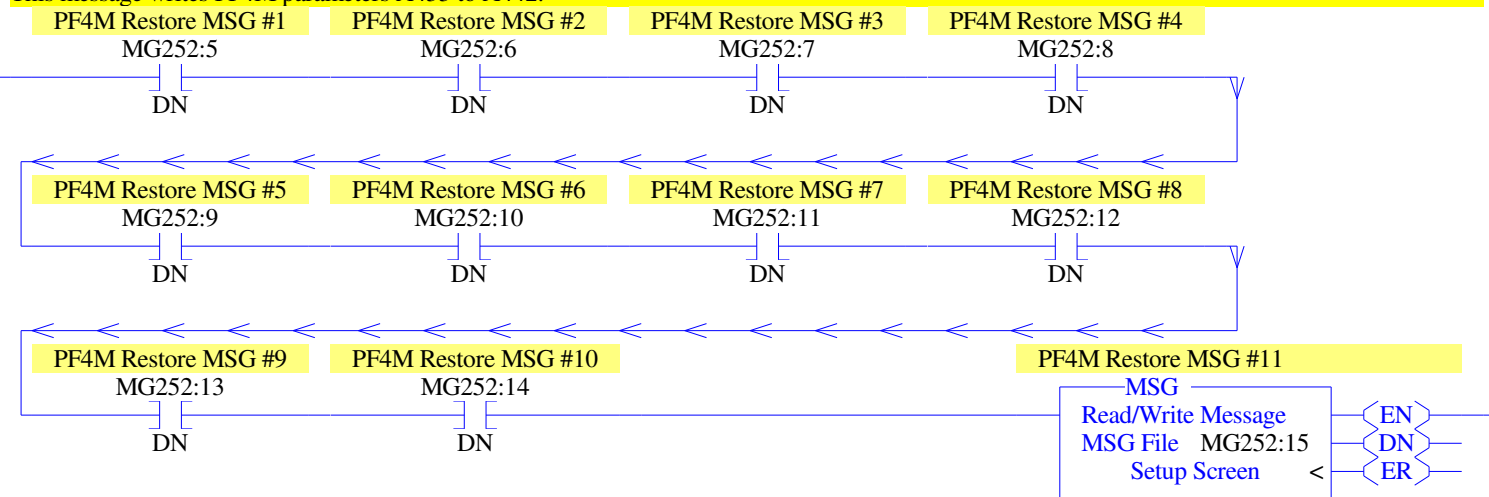 PF4M Restore MSG #1 PF4M Restore MSG #2 PF4M Restore MSG #3 PF4M Restore MSG #4
MG252:5 MG252:6 MG252:7 MG252:8
DN DN DN DN
PF4M Restore MSG #5 PF4M Restore MSG #6 PF4M Restore MSG #7 PF4M Restore MSG #8
MG252:9 MG252:10 MG252:11 MG252:12
DN DN DN DN
PF4M Restore MSG #9 PF4M Restore MSG #10 PF4M Restore MSG #11
MG252:13 MG252:14 MSG
Read/Write Message EN
DN DN MSG File MG252:15 DN
Setup Screen < ER